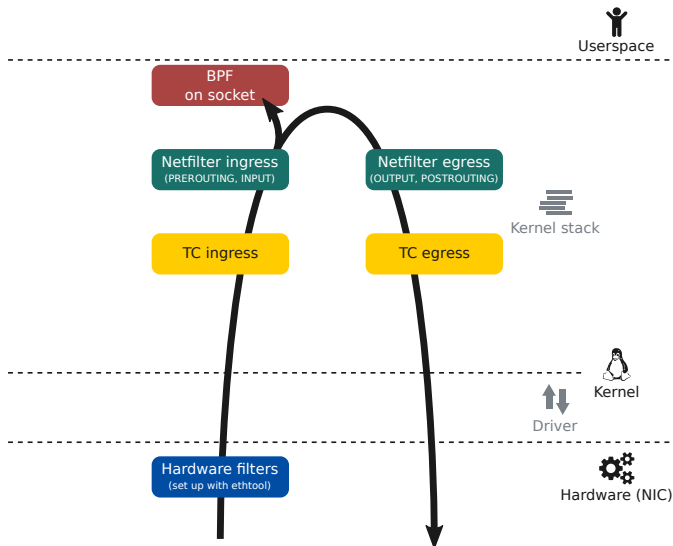 Userspace
BPF
on socket
Netfilter ingress
(PREROUTING, INPUT)
Netfilter egress
(OUTPUT, POSTROUTING)
Kernel stack
TC ingress
TC egress
Kernel
Driver
Hardware filters
(set up with ethtool)
Hardware (NIC)